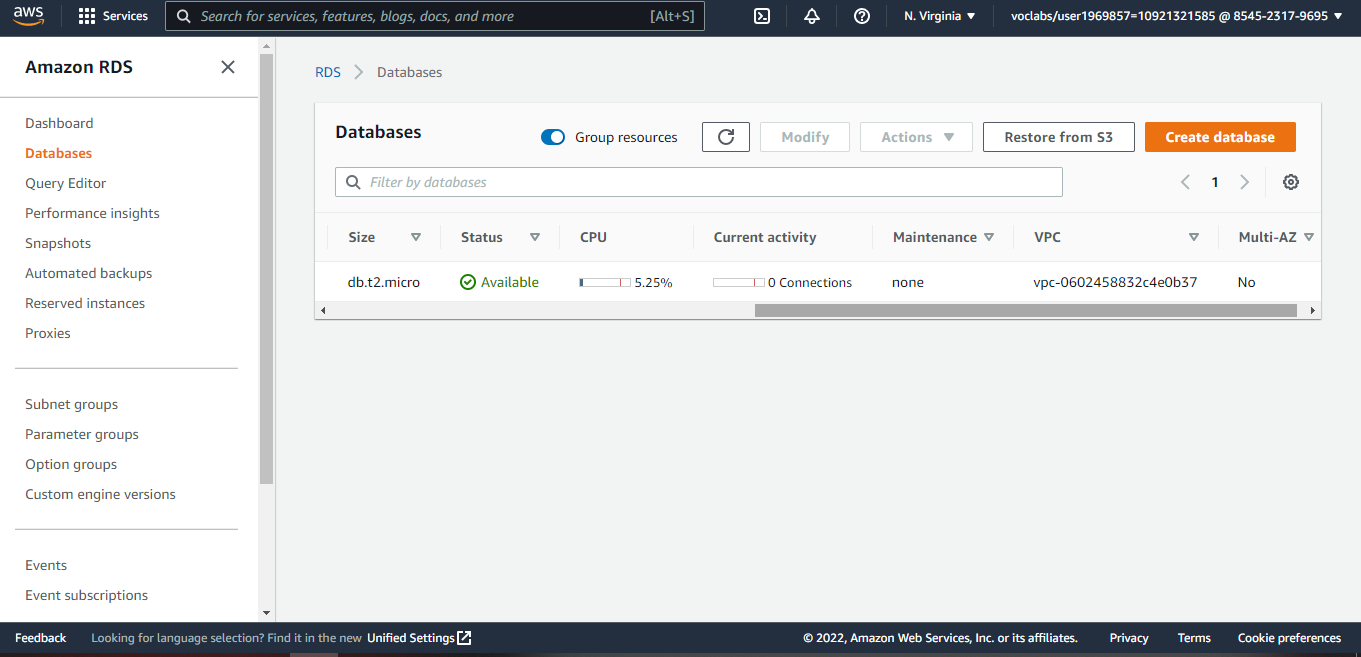 aws Services Search for services, features, blogs, docs, and more [Alt+S] N. Virginia voclabs/user1969857=10921321585 @ 8545-2317-9695
Amazon RDS
Dashboard
Databases
Query Editor
Performance insights
Snapshots
Automated backups
Reserved instances
Proxies
Subnet groups
Parameter groups
Option groups
Custom engine versions
Events
Event subscriptions
RDS Databases
Databases Group resources Modify Actions Restore from S3 Create database
Filter by databases 1
Size Status CPU Current activity Maintenance VPC Multi-AZ
db.t2.micro Available 5.25% 0 Connections none vpc-0602458832c4e0b37 No
Feedback Looking for language selection? Find it in the new Unified Settings © 2022, Amazon Web Services, Inc. or its affiliates. Privacy Terms Cookie preferences